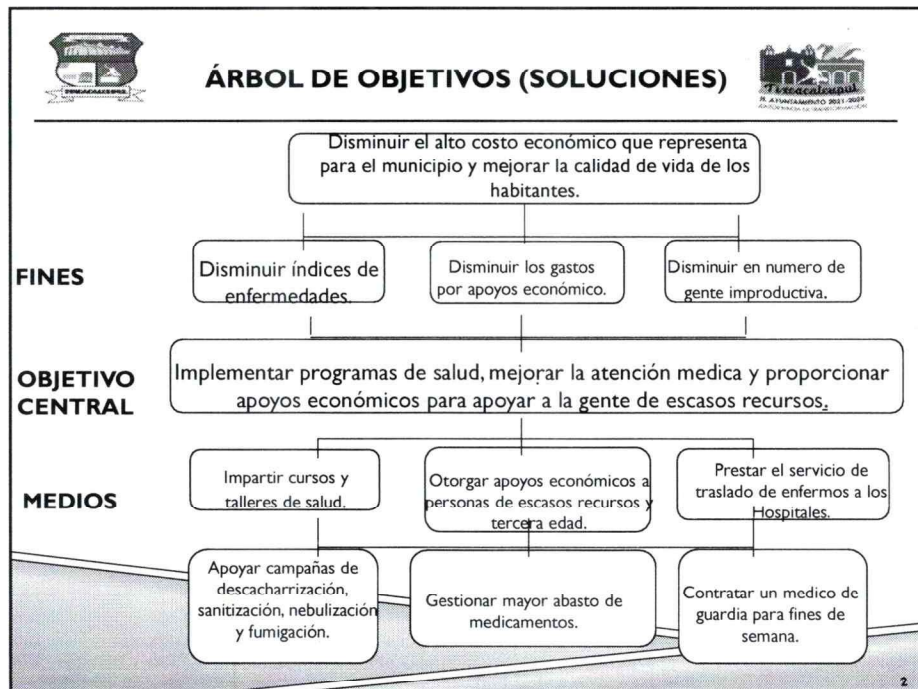 TIXCACALCUPUL
ÁRBOL DE OBJETIVOS (SOLUCIONES)
Tixcacalcupul
H. AYUNTAMIENTO 2021-2024
Disminuir el alto costo económico que representa
para el municipio y mejorar la calidad de vida de los
habitantes.
FINES
Disminuir índices de
enfermedades.
Disminuir los gastos
por apoyos económico.
Disminuir en numero de
gente improductiva.
OBJETIVO
CENTRAL
Implementar programas de salud, mejorar la atención medica y proporcionar
apoyos económicos para apoyar a la gente de escasos recursos.
MEDIOS
Impartir cursos y
talleres de salud.
Otorgar apoyos económicos a
personas de escasos recursos y
tercera edad.
Prestar el servicio de
traslado de enfermos a los
Hospitales.
Apoyar campañas de
descacharrización,
sanitización, nebulización
y fumigación.
Gestionar mayor abasto de
medicamentos.
Contratar un medico de
guardia para fines de
semana.
2